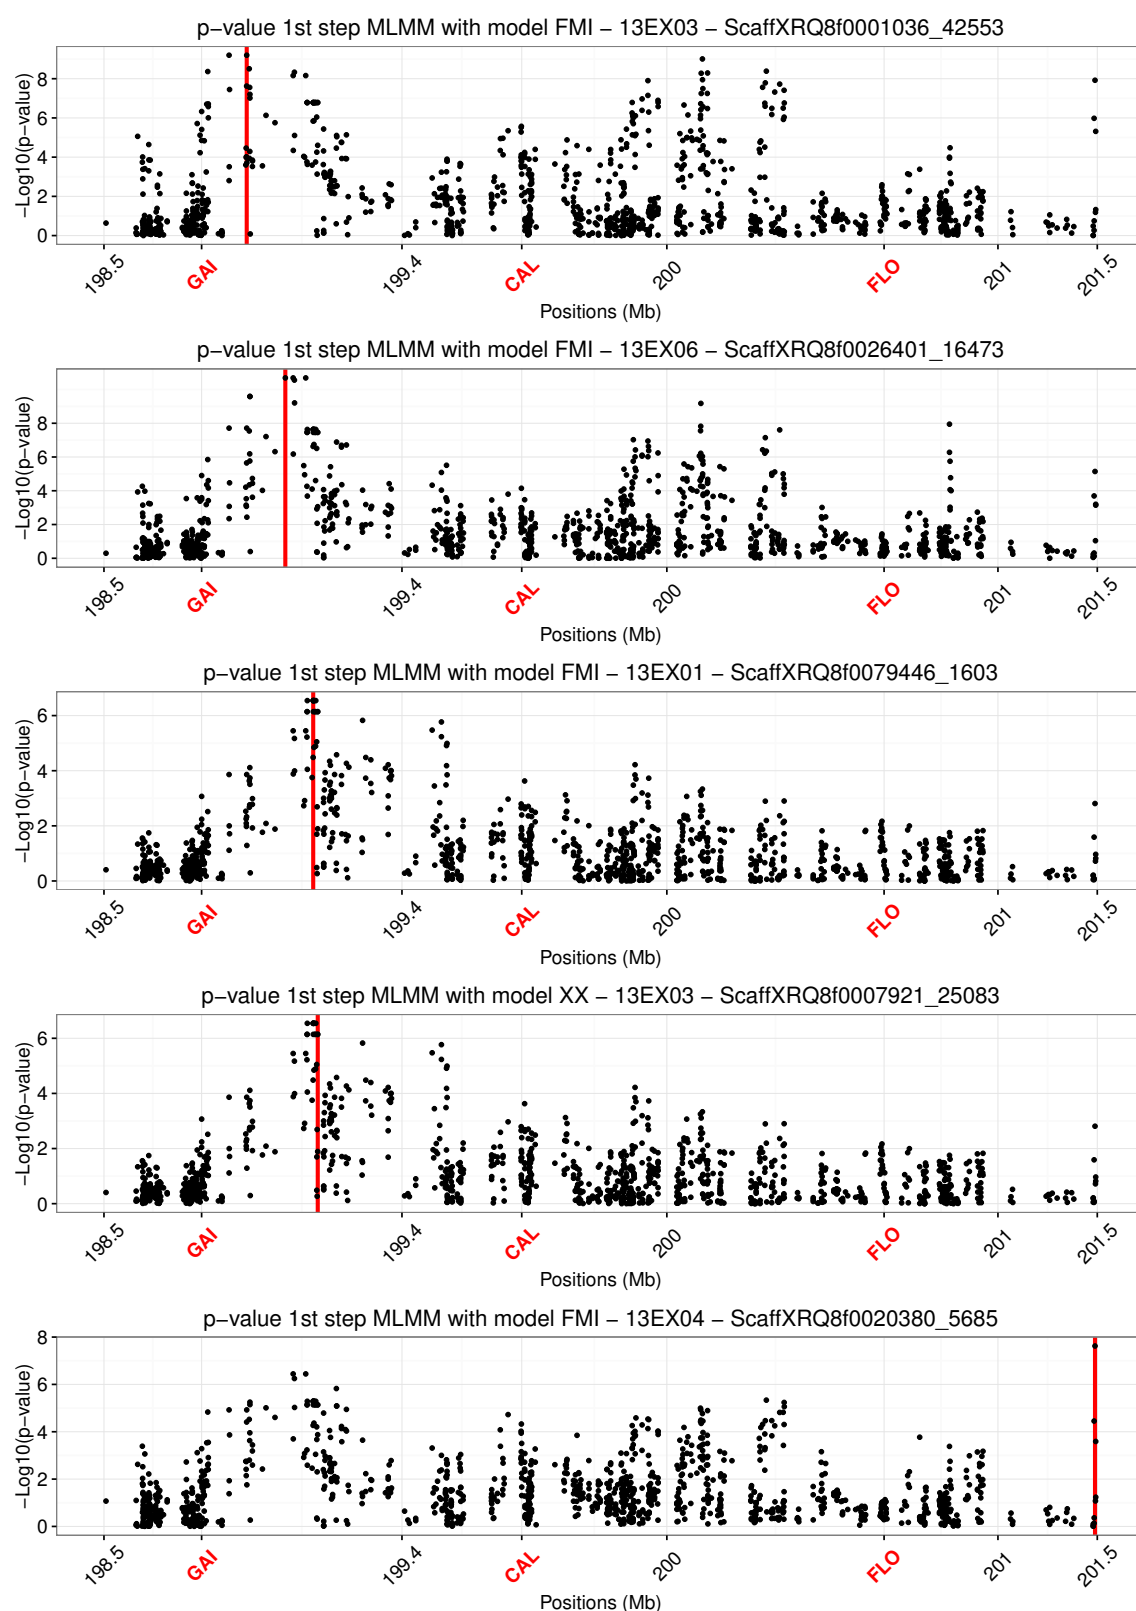 p−value 1st step MLMM with model FMI − 13EX03 − ScaffXRQ8f0001036_42553
−Log10(p−value)
8
6
4
2
0
198.5
GAI
199.4
CAL
200
FLO
201
201.5
Positions (Mb)
p−value 1st step MLMM with model FMI − 13EX06 − ScaffXRQ8f0026401_16473
−Log10(p−value)
8
6
4
2
0
198.5
GAI
199.4
CAL
200
FLO
201
201.5
Positions (Mb)
p−value 1st step MLMM with model FMI − 13EX01 − ScaffXRQ8f0079446_1603
−Log10(p−value)
6
4
2
0
198.5
GAI
199.4
CAL
200
FLO
201
201.5
Positions (Mb)
p−value 1st step MLMM with model XX − 13EX03 − ScaffXRQ8f0007921_25083
−Log10(p−value)
6
4
2
0
198.5
GAI
199.4
CAL
200
FLO
201
201.5
Positions (Mb)
p−value 1st step MLMM with model FMI − 13EX04 − ScaffXRQ8f0020380_5685
−Log10(p−value)
8
6
4
2
0
198.5
GAI
199.4
CAL
200
FLO
201
201.5
Positions (Mb)